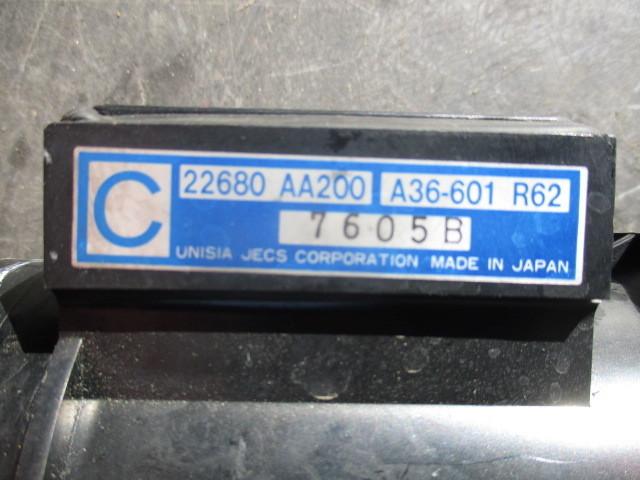 C
22680 AA200 A36-601 R62
7605B
UNISIA JECS CORPORATION MADE IN JAPAN